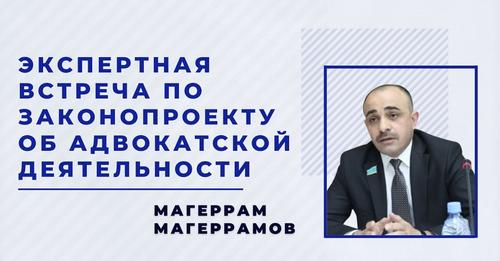 ЭКСПЕРТНАЯ
ВСТРЕЧА ПО
ЗАКОНОПРОЕКТУ
ОБ АДВОКАТСКОЙ
ДЕЯТЕЛЬНОСТИ
МАГЕРРАМ
МАГЕРРАМОВ